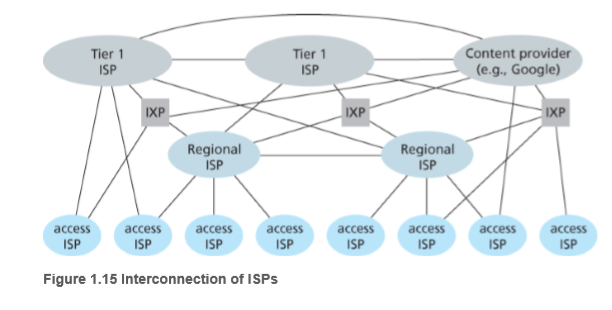 Tier 1
ISP
Tier 1
ISP
Content provider
(e.g., Google)
IXP
IXP
IXP
Regional
ISP
Regional
ISP
access
ISP
access
ISP
access
ISP
access
ISP
access
ISP
access
ISP
access
ISP
access
ISP
Figure 1.15 Interconnection of ISPs